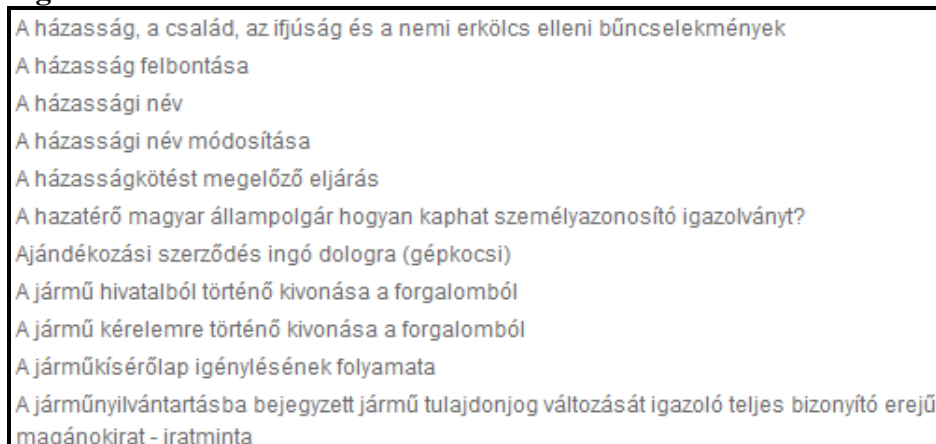 A házasság, a család, az ifjúság és a nemi erkölcs elleni bűncselekmények
A házasság felbontása
A házassági név
A házassági név módosítása
A házasságkötést megelőző eljárás
A hazatérő magyar állampolgár hogyan kaphat személyazonosító igazolványt?
Ajándékozási szerződés ingó dologra (gépkocsi)
A jármű hivatalból történő kivonása a forgalomból
A jármű kérelemre történő kivonása a forgalomból
A járműkísérőlap igénylésének folyamata
A járműnyilvántartásba bejegyzett jármű tulajdonjog változását igazoló teljes bizonyító erejű
magánokirat - iratminta